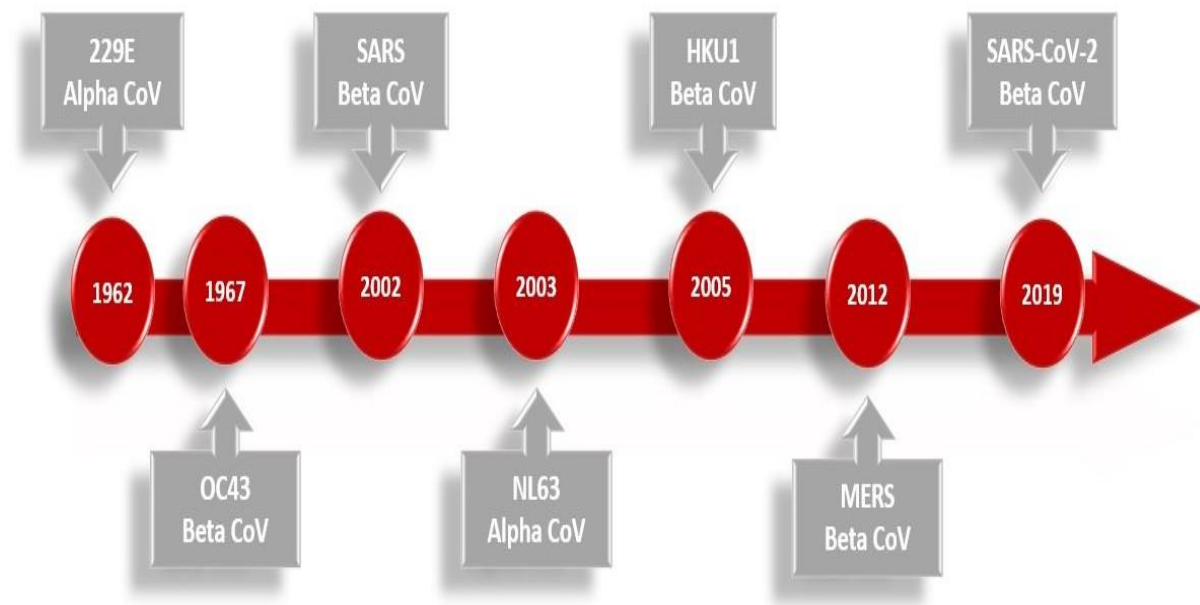 229E
Alpha CoV
SARS
Beta CoV
HKU1
Beta CoV
SARS-CoV-2
Beta CoV
1962
1967
2002
2003
2005
2012
2019
OC43
Beta CoV
NL63
Alpha CoV
MERS
Beta CoV